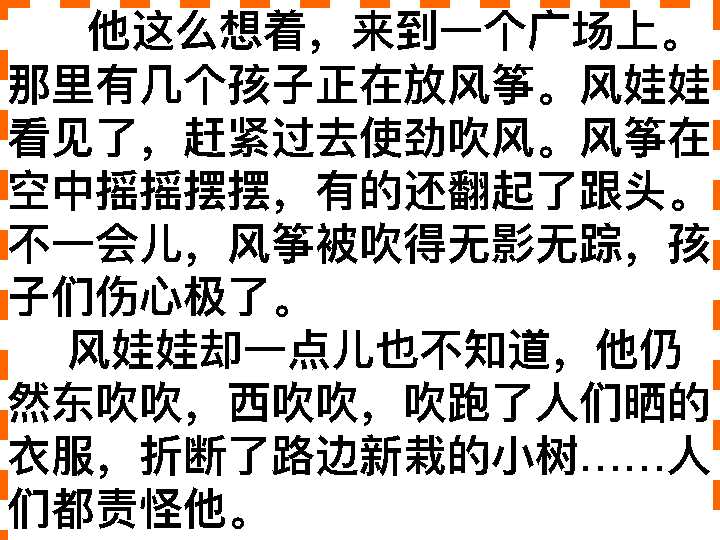 他这么想着，来到一个广场上。
那里有几个孩子正在放风筝。风娃娃
看见了，赶紧过去使劲吹风。风筝在
空中摇摇摆摆，有的还翻起了跟头。
不一会儿，风筝被吹得无影无踪，孩
子们伤心极了。
风娃娃却一点儿也不知道，他仍
然东吹吹，西吹吹，吹跑了人们晒的
衣服，折断了路边新栽的小树……人
们都责怪他。